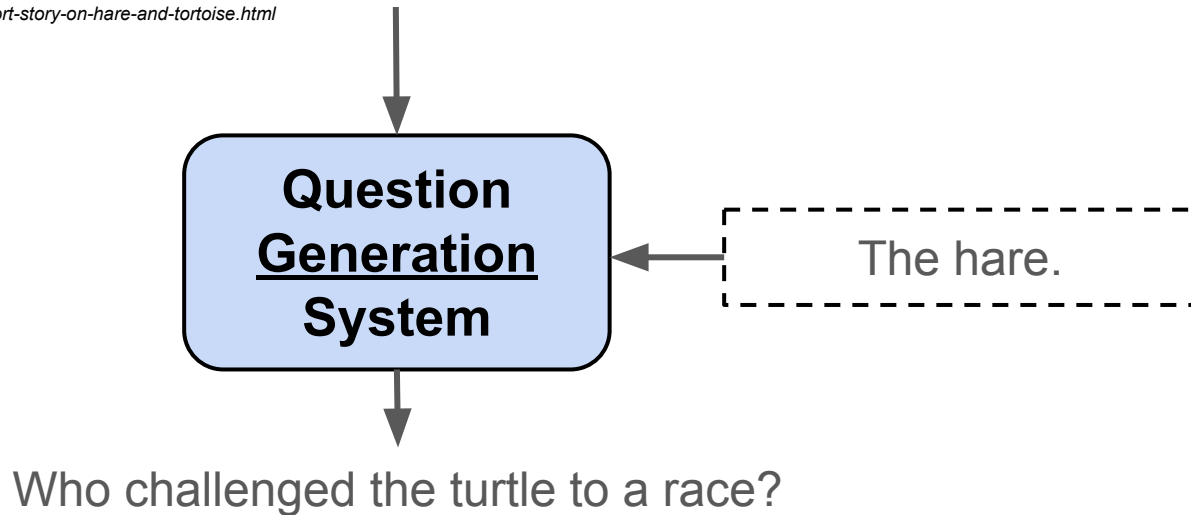 rt-story-on-hare-and-tortoise.html
Question
Generation
System
The hare.
Who challenged the turtle to a race?